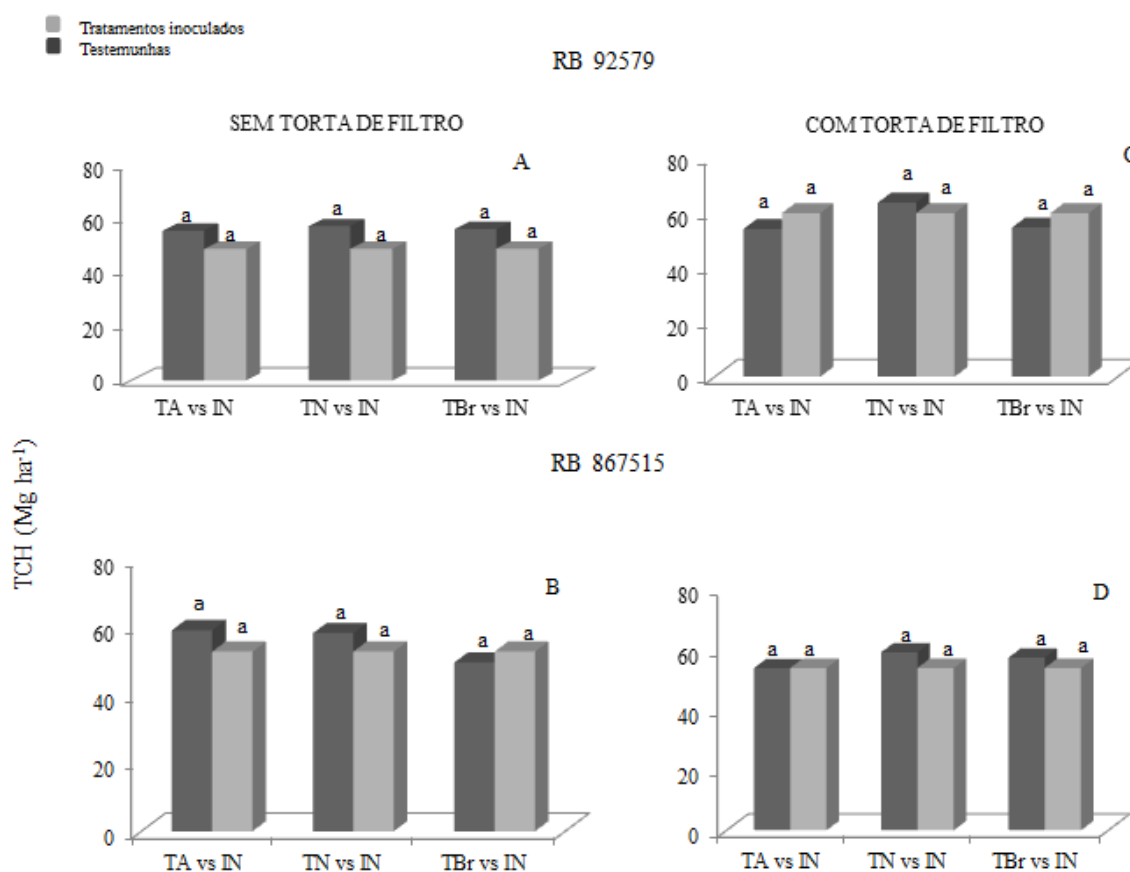 Tratamentos inoculados
Testemunhas
RB 92579
SEM TORTA DE FILTRO
COM TORTA DE FILTRO
A
C
80
60
40
20
0
a a a a a a
TA vs IN TN vs IN TBr vs IN
80
60
40
20
0
a a a a a a
TA vs IN TN vs IN TBr vs IN
RB 867515
TCH (Mg ha-1)
B
D
80
60
40
20
0
a a a a a a
TA vs IN TN vs IN TBr vs IN
80
60
40
20
0
a a a a a a
TA vs IN TN vs IN TBr vs IN